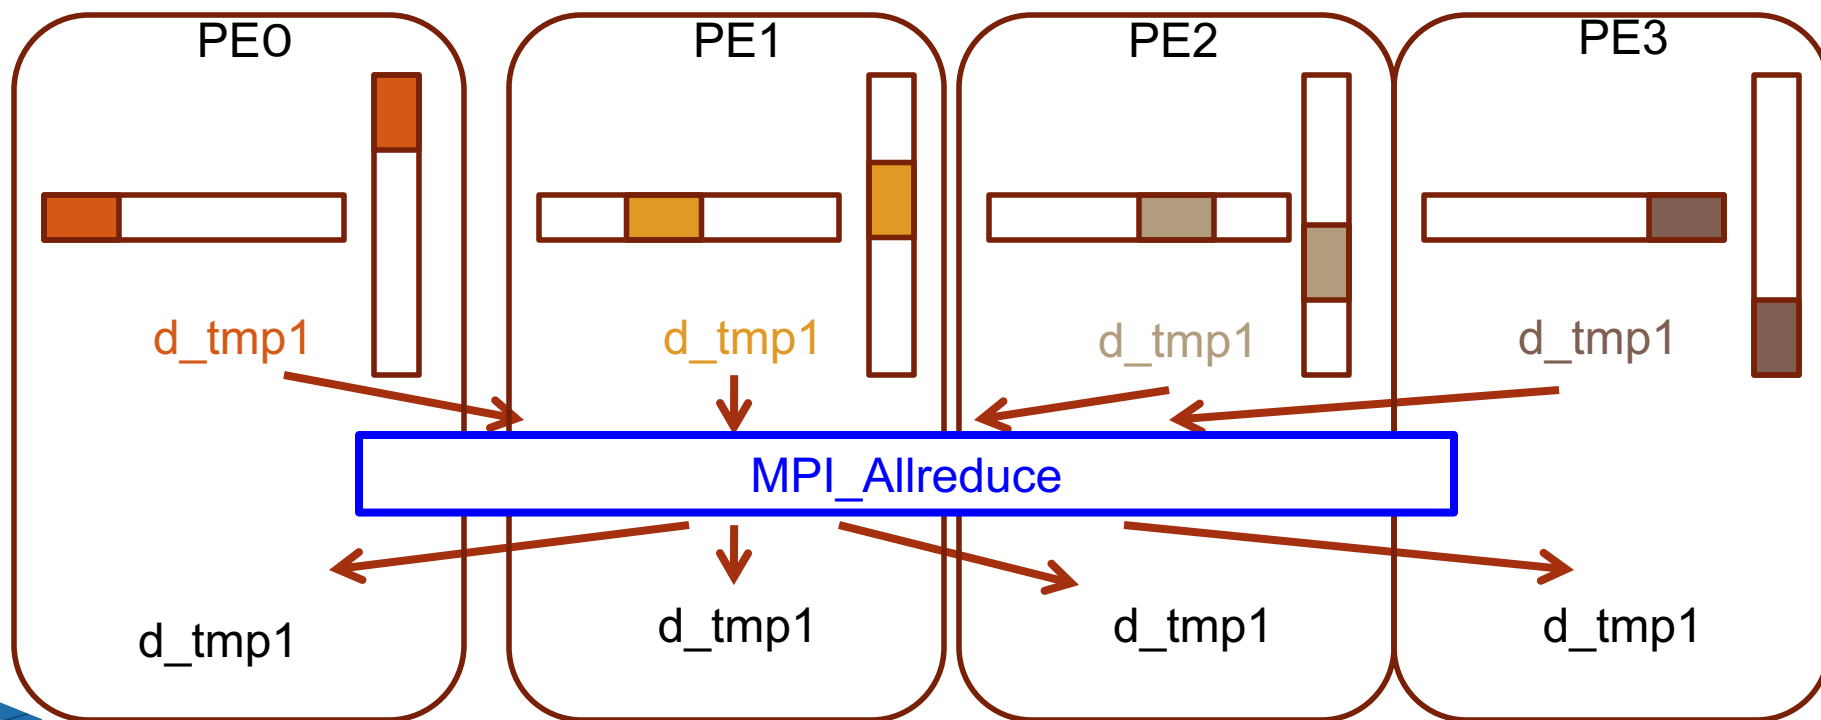 PE0
PE1
PE2
PE3
d_tmp1
d_tmp1
d_tmp1
d_tmp1
MPI_Allreduce
d_tmp1
d_tmp1
d_tmp1
d_tmp1